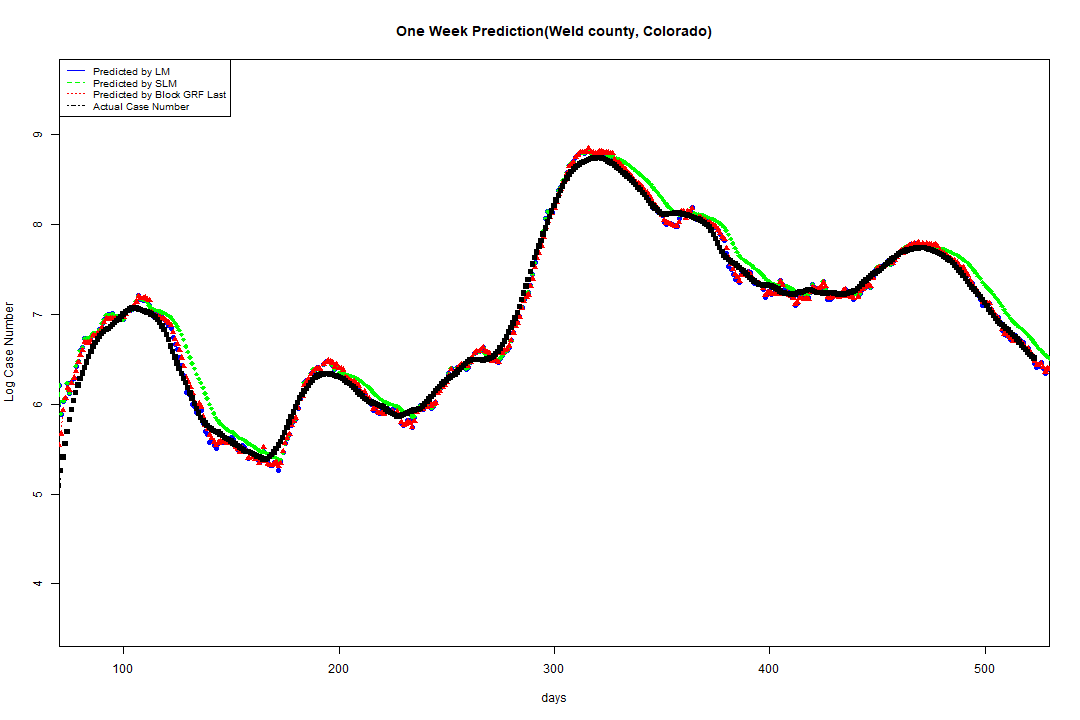 One Week Prediction(Weld county, Colorado)
Predicted by LM
Predicted by SLM
Predicted by Block GRF Last
Actual Case Number
Log Case Number
9
8
7
6
5
4
100 200 300 400 500
days